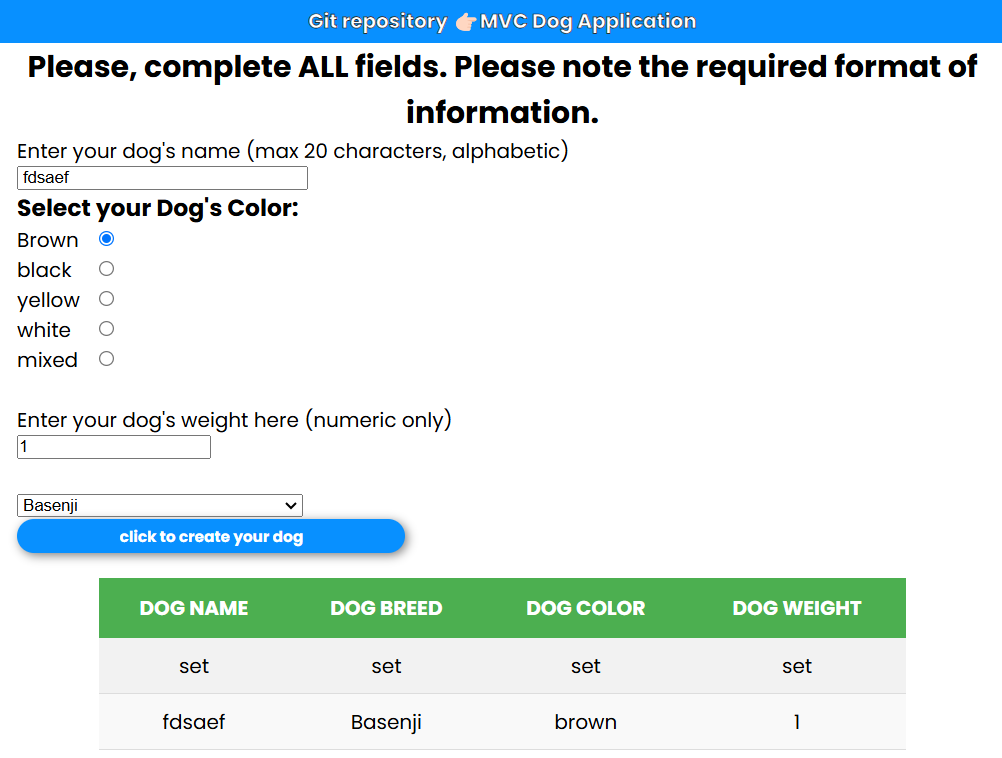 Git repository 👉🏻MVC Dog Application
Please, complete ALL fields. Please note the required format of
information.
Enter your dog's name (max 20 characters, alphabetic)
fdsaef
Select your Dog's Color:
Brown
black
yellow
white
mixed
Enter your dog's weight here (numeric only)
1
Basenji
click to create your dog
DOG NAME DOG BREED DOG COLOR DOG WEIGHT
set set set set
fdsaef Basenji brown 1